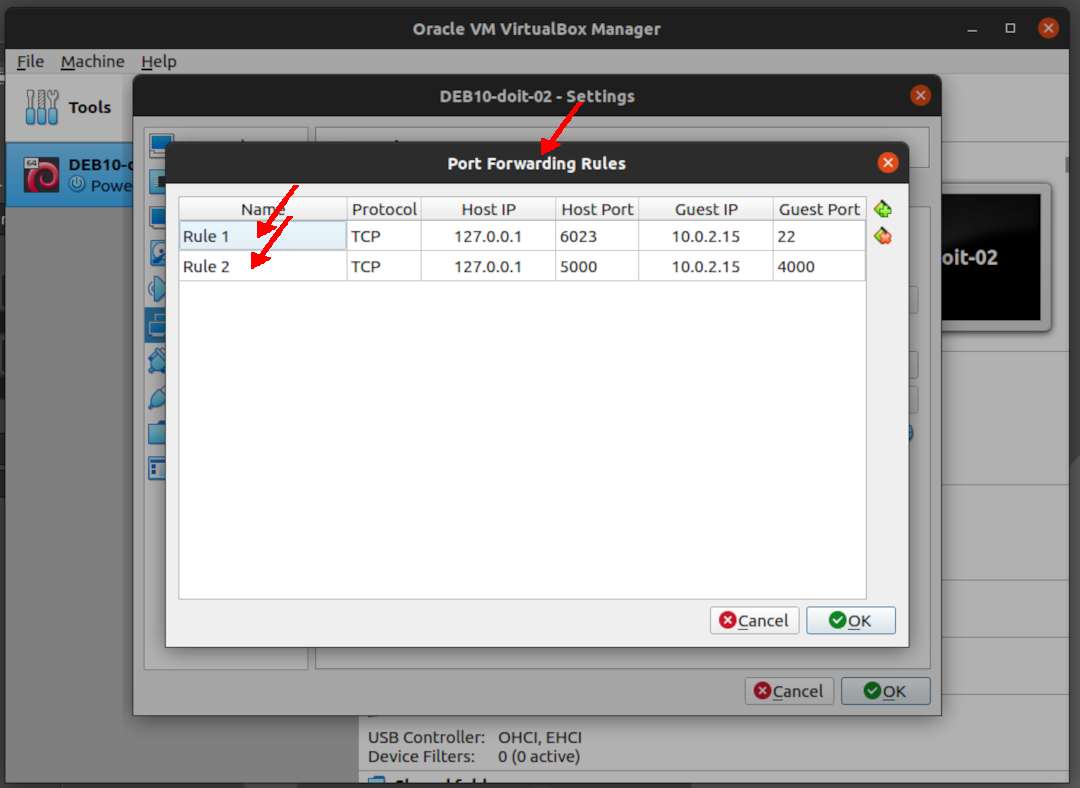 Oracle VM VirtualBox Manager
File Machine Help
Tools
DEB10-doit-02 - Settings
64
DEB10-d
Powe
Port Forwarding Rules
Name Protocol Host IP Host Port Guest IP Guest Port
Rule 1 TCP 127.0.0.1 6023 10.0.2.15 22
Rule 2 TCP 127.0.0.1 5000 10.0.2.15 4000
oit-02
Cancel OK
Cancel OK
USB Controller: OHCI, EHCI
Device Filters: 0 (0 active)